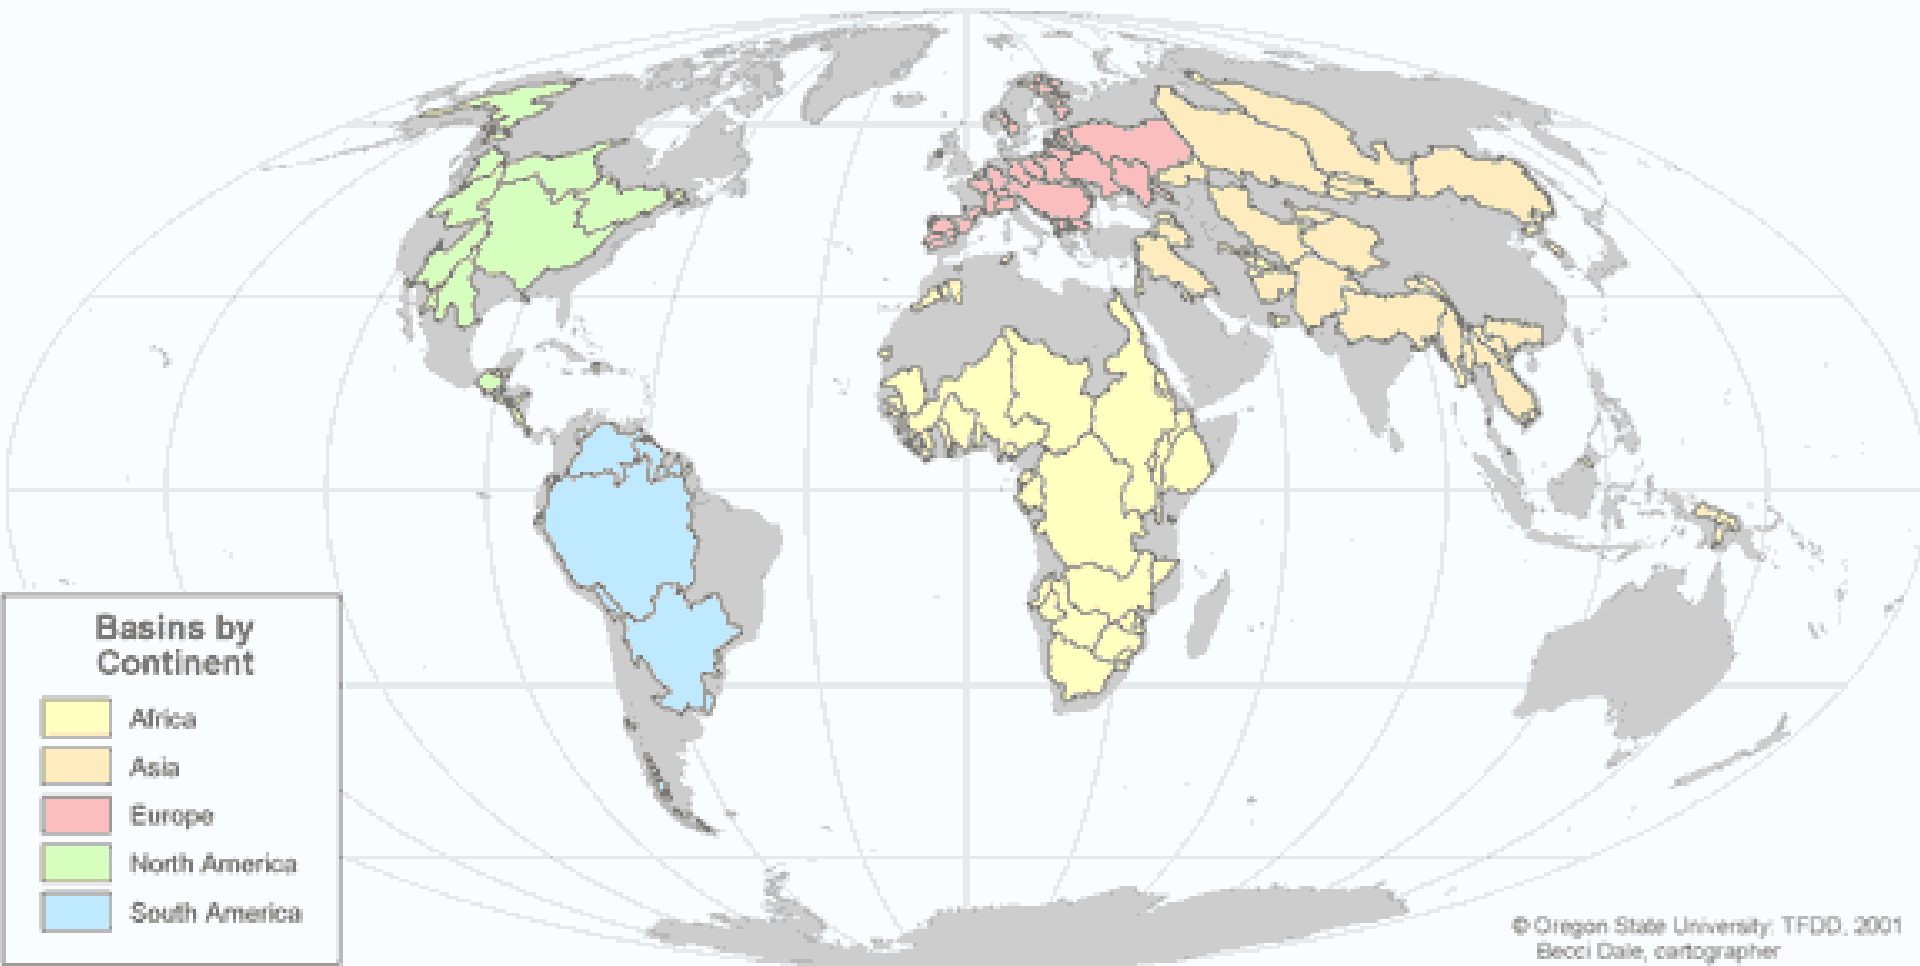 Basins by
Continent
Africa
Asia
Europe
North America
South America
© Oregon State University: TFDD, 2001
Becci Dale, cartographer